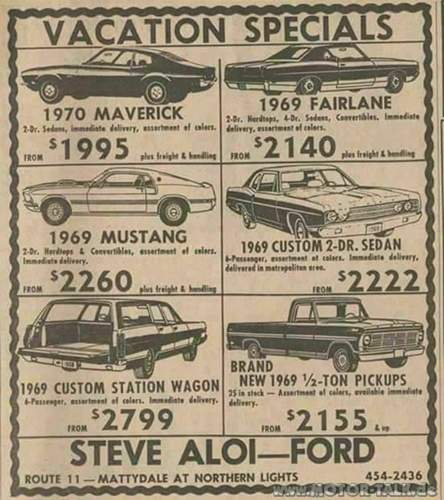 VACATION SPECIALS
1970 MAVERICK
2-Dr. Sedans, immediate delivery, assortment of colors.
FROM $1995 plus freight & handling
1969 FAIRLANE
2-Dr. Hardtops, 4-Dr. Sedans, Convertibles. Immediate
delivery, assortment of colors.
FROM $2140 plus freight & handling
1969 MUSTANG
2-Dr. Hardtops & Convertibles, assortment of colors.
Immediate delivery.
FROM $2260 plus freight & handling
1969 CUSTOM 2-DR. SEDAN
6-Passenger, assortment of colors. Immediate delivery,
delivered in metropolitan area.
FROM $2222
1969 CUSTOM STATION WAGON
6-Passenger, assortment of colors. Immediate delivery.
FROM $2799
BRAND
NEW 1969 ½-TON PICKUPS
25 in stock — Assortment of colors, available immediate
delivery.
FROM $2155 & up
STEVE ALOI—FORD
ROUTE 11 — MATTYDALE AT NORTHERN LIGHTS 454-2436
WWW.MOTOR-TALK.DE